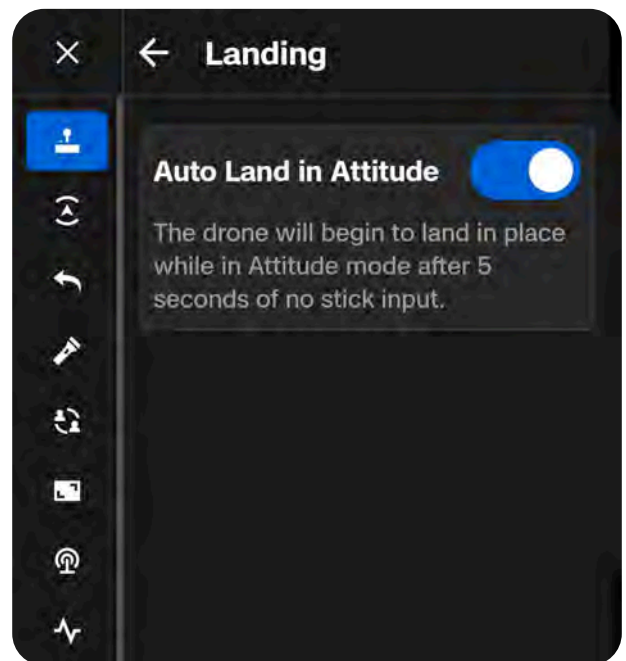 Landing
Auto Land in Attitude
The drone will begin to land in place
while in Attitude mode after 5
seconds of no stick input.